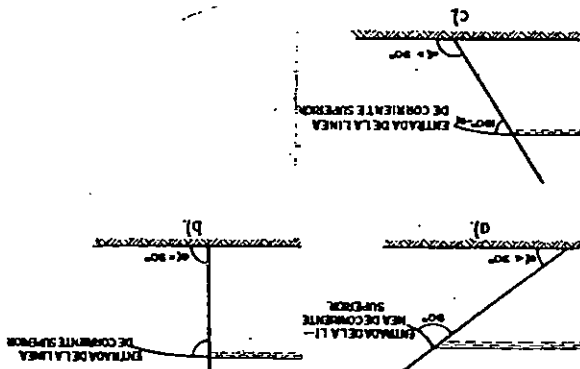 ENTRADA DE LA LI-
NEA DE CORRIENTE
SUPERIOR.
90°
α < 90°
a).
ENTRADA DE LA LINEA
DE CORRIENTE SUPERIOR
α = 90°
b).
ENTRADA DE LA LINEA
DE CORRIENTE SUPERIOR
180°-α
α > 90°
c).